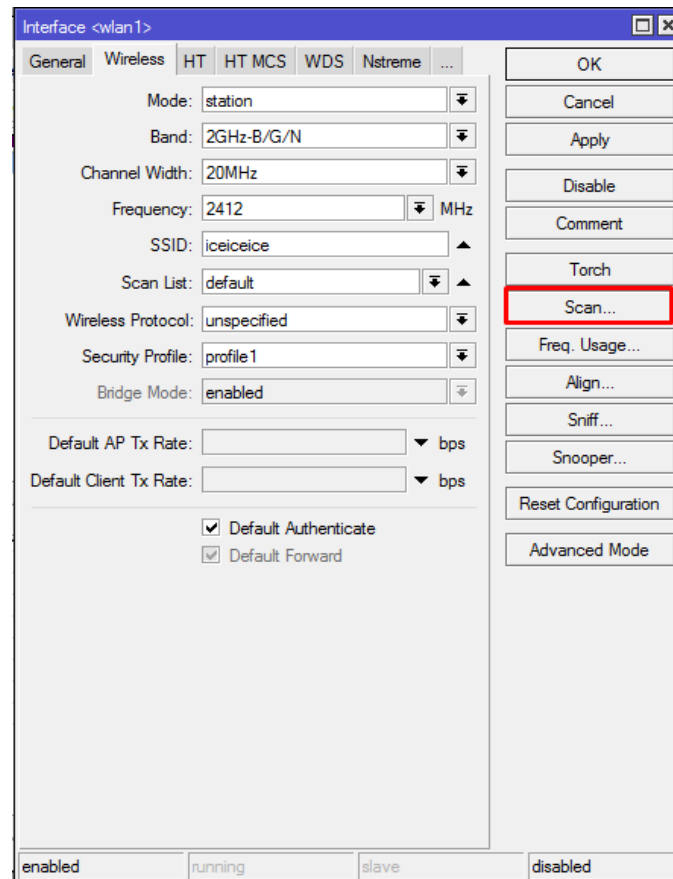 Interface <wlan1>
General Wireless HT HT MCS WDS Nstreme ...
Mode: station
Band: 2GHz-B/G/N
Channel Width: 20MHz
Frequency: 2412 MHz
SSID: iceiceice
Scan List: default
Wireless Protocol: unspecified
Security Profile: profile1
Bridge Mode: enabled
Default AP Tx Rate: bps
Default Client Tx Rate: bps
Default Authenticate
Default Forward
OK
Cancel
Apply
Disable
Comment
Torch
Scan...
Freq. Usage...
Align...
Sniff...
Snooper...
Reset Configuration
Advanced Mode
enabled running slave disabled